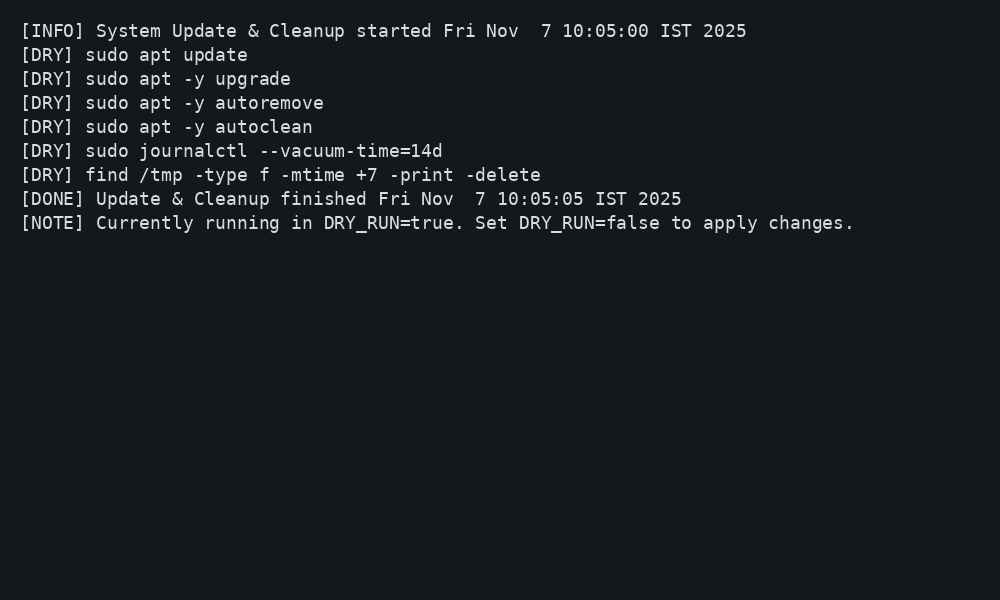 [INFO] System Update & Cleanup started Fri Nov  7 10:05:00 IST 2025
[DRY] sudo apt update
[DRY] sudo apt -y upgrade
[DRY] sudo apt -y autoremove
[DRY] sudo apt -y autoclean
[DRY] sudo journalctl --vacuum-time=14d
[DRY] find /tmp -type f -mtime +7 -print -delete
[DONE] Update & Cleanup finished Fri Nov  7 10:05:05 IST 2025
[NOTE] Currently running in DRY_RUN=true. Set DRY_RUN=false to apply changes.